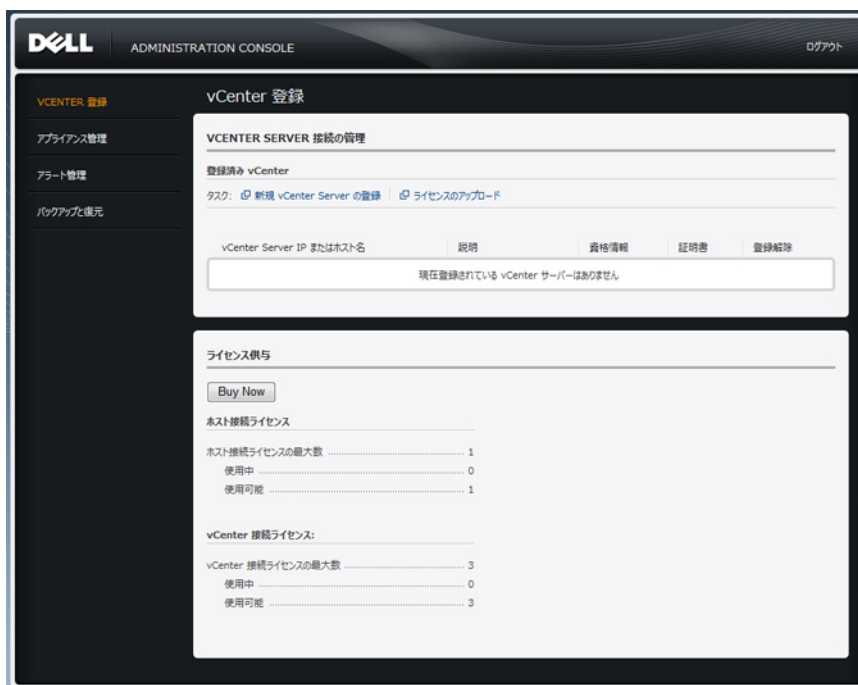 DELL ADMINISTRATION CONSOLE ログアウト
VCENTER 登録
アプライアンス管理
アラート管理
バックアップと復元
vCenter 登録
VCENTER SERVER 接続の管理
登録済み vCenter
タスク: 新規 vCenter Server の登録 ライセンスのアップロード
vCenter Server IP またはホスト名 説明 資格情報 証明書 登録解除
現在登録されている vCenter サーバーはありません
ライセンス供与
Buy Now
ホスト接続ライセンス
ホスト接続ライセンスの最大数 1
使用中 0
使用可能 1
vCenter 接続ライセンス:
vCenter 接続ライセンスの最大数 3
使用中 0
使用可能 3